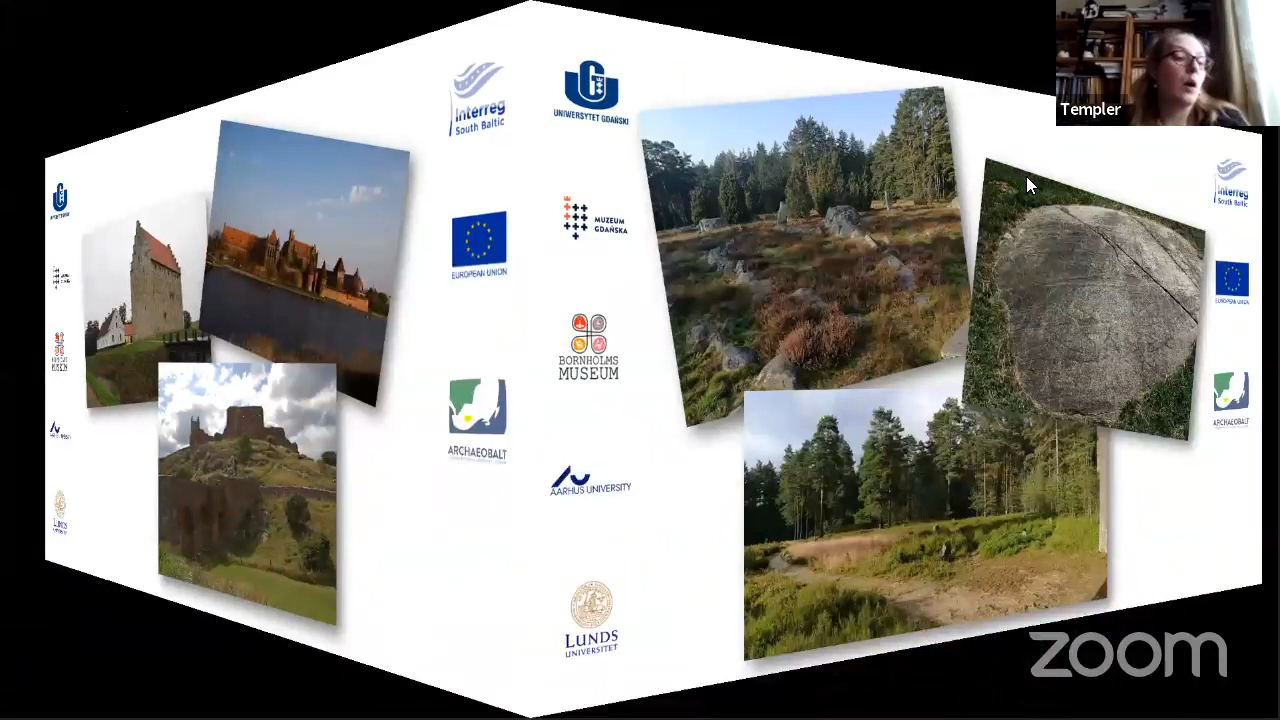 Templer
Interreg
South Baltic
UNIWERSYTET GDAŃSKI
MUZEUM
GDAŃSKA
EUROPEAN UNION
BORNHOLMS
MUSEUM
ARCHAEOBALT
AARHUS UNIVERSITY
LUNDS
UNIVERSITET
Interreg
South Baltic
EUROPEAN UNION
ARCHAEOBALT
LUNDS
zoom